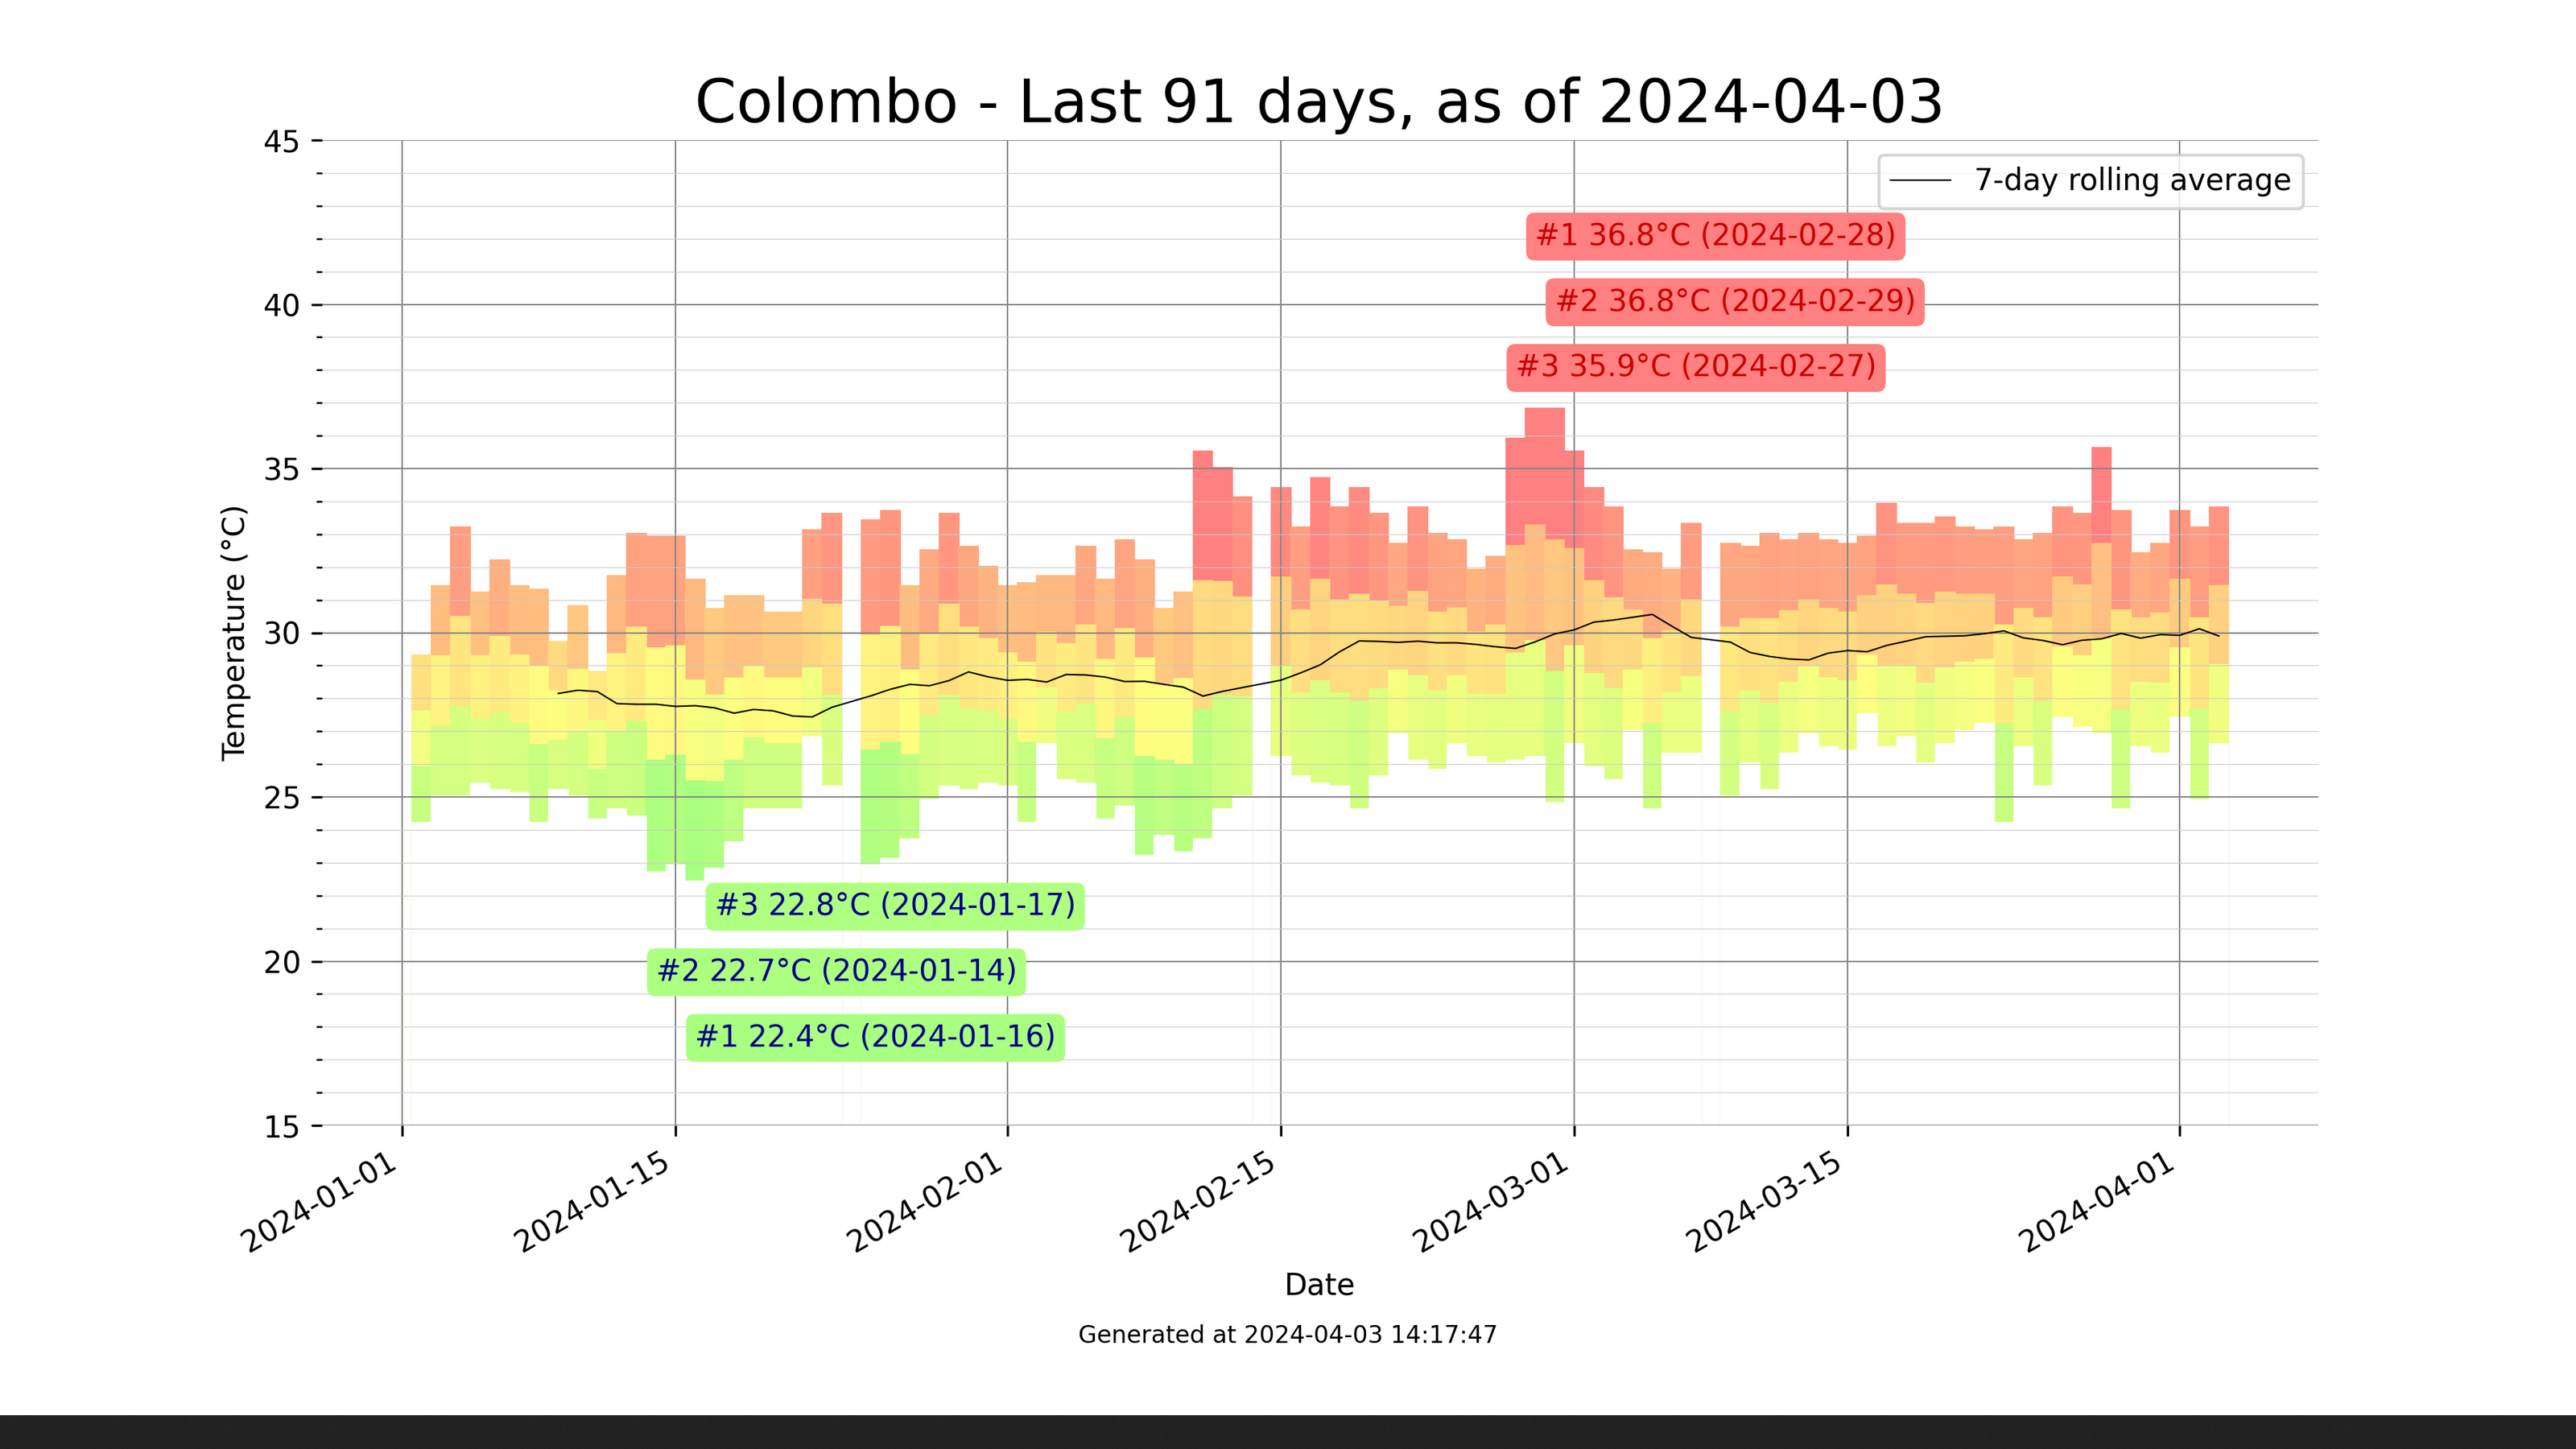 Colombo - Last 91 days, as of 2024-04-03
7-day rolling average
#1 36.8°C (2024-02-28)
#2 36.8°C (2024-02-29)
#3 35.9°C (2024-02-27)
45
40
35
30
25
20
15
Temperature (°C)
#3 22.8°C (2024-01-17)
#2 22.7°C (2024-01-14)
#1 22.4°C (2024-01-16)
2024-01-01
2024-01-15
2024-02-01
2024-02-15
2024-03-01
2024-03-15
2024-04-01
Date
Generated at 2024-04-03 14:17:47